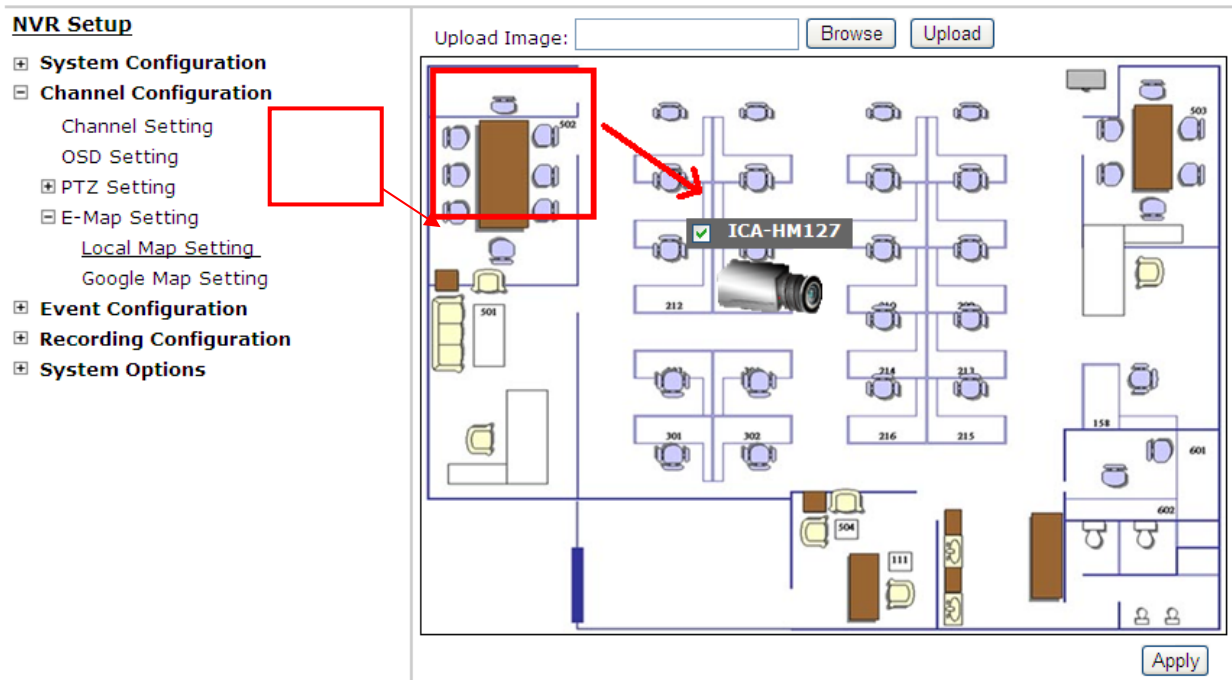 NVR Setup
System Configuration
Channel Configuration
Channel Setting
OSD Setting
PTZ Setting
E-Map Setting
Local Map Setting
Google Map Setting
Event Configuration
Recording Configuration
System Options
Upload Image:
Browse
Upload
502
503
ICA-HM127
212
501
214
213
301
302
216
215
158
601
602
504
111
Apply